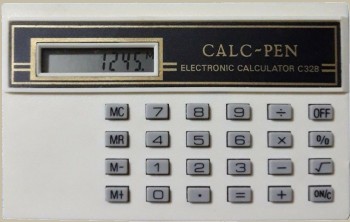 1245.
M
CALC-PEN
ELECTRONIC CALCULATOR C328
MC 7 8 9 ÷ OFF
MR 4 5 6 × %
M- 1 2 3 - √
M+ 0 · = + ON/C